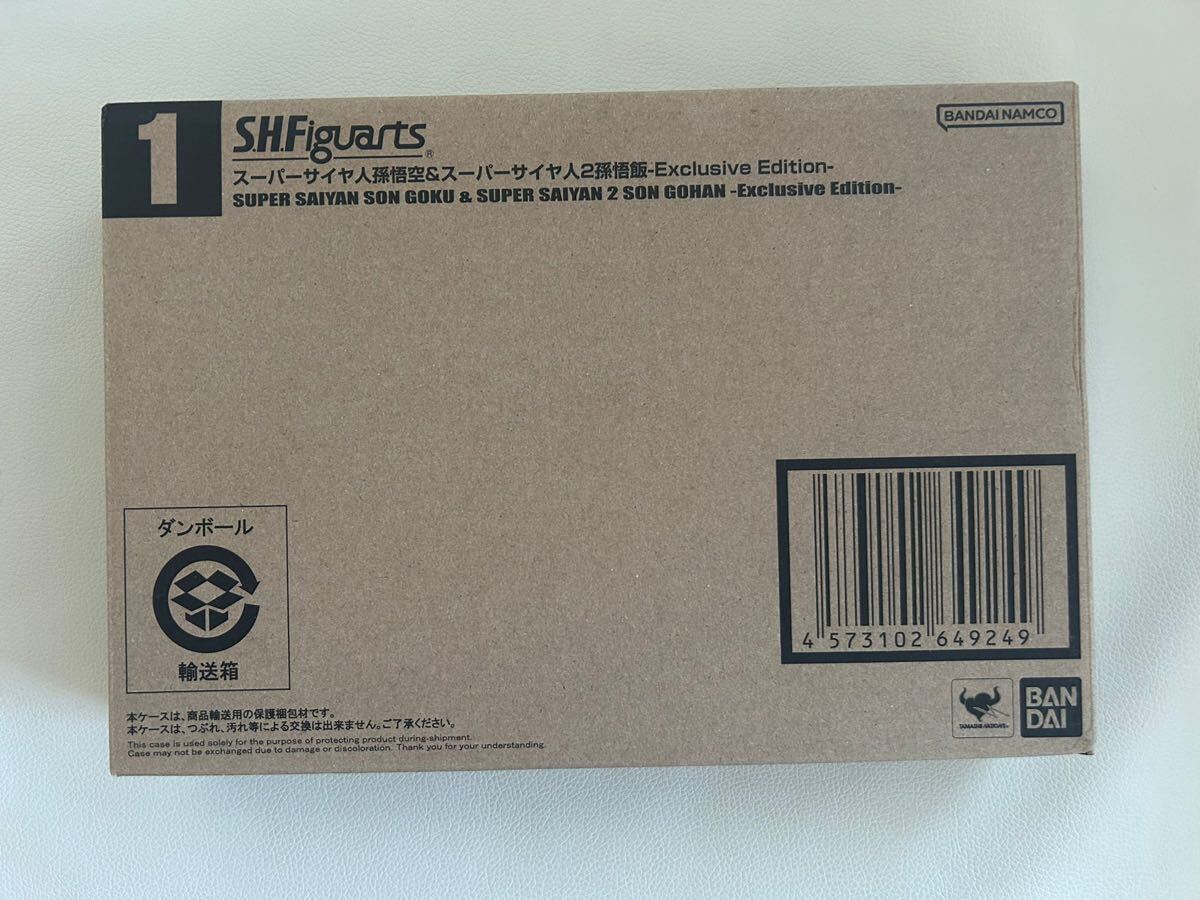 1
S.H.Figuarts®
BANDAI NAMCO
スーパーサイヤ人孫悟空&スーパーサイヤ人2孫悟飯-Exclusive Edition-
SUPER SAIYAN SON GOKU & SUPER SAIYAN 2 SON GOHAN -Exclusive Edition-
ダンボール
輸送箱
4 573102 649249
本ケースは、商品輸送用の保護梱包材です。
本ケースは、つぶれ、汚れ等による交換は出来ません。ご了承ください。
This case is used solely for the purpose of protecting product during-shipment.
Case may not be exchanged due to damage or discoloration. Thank you for your understanding.
TAMASHII NATIONS
BAN
DAI